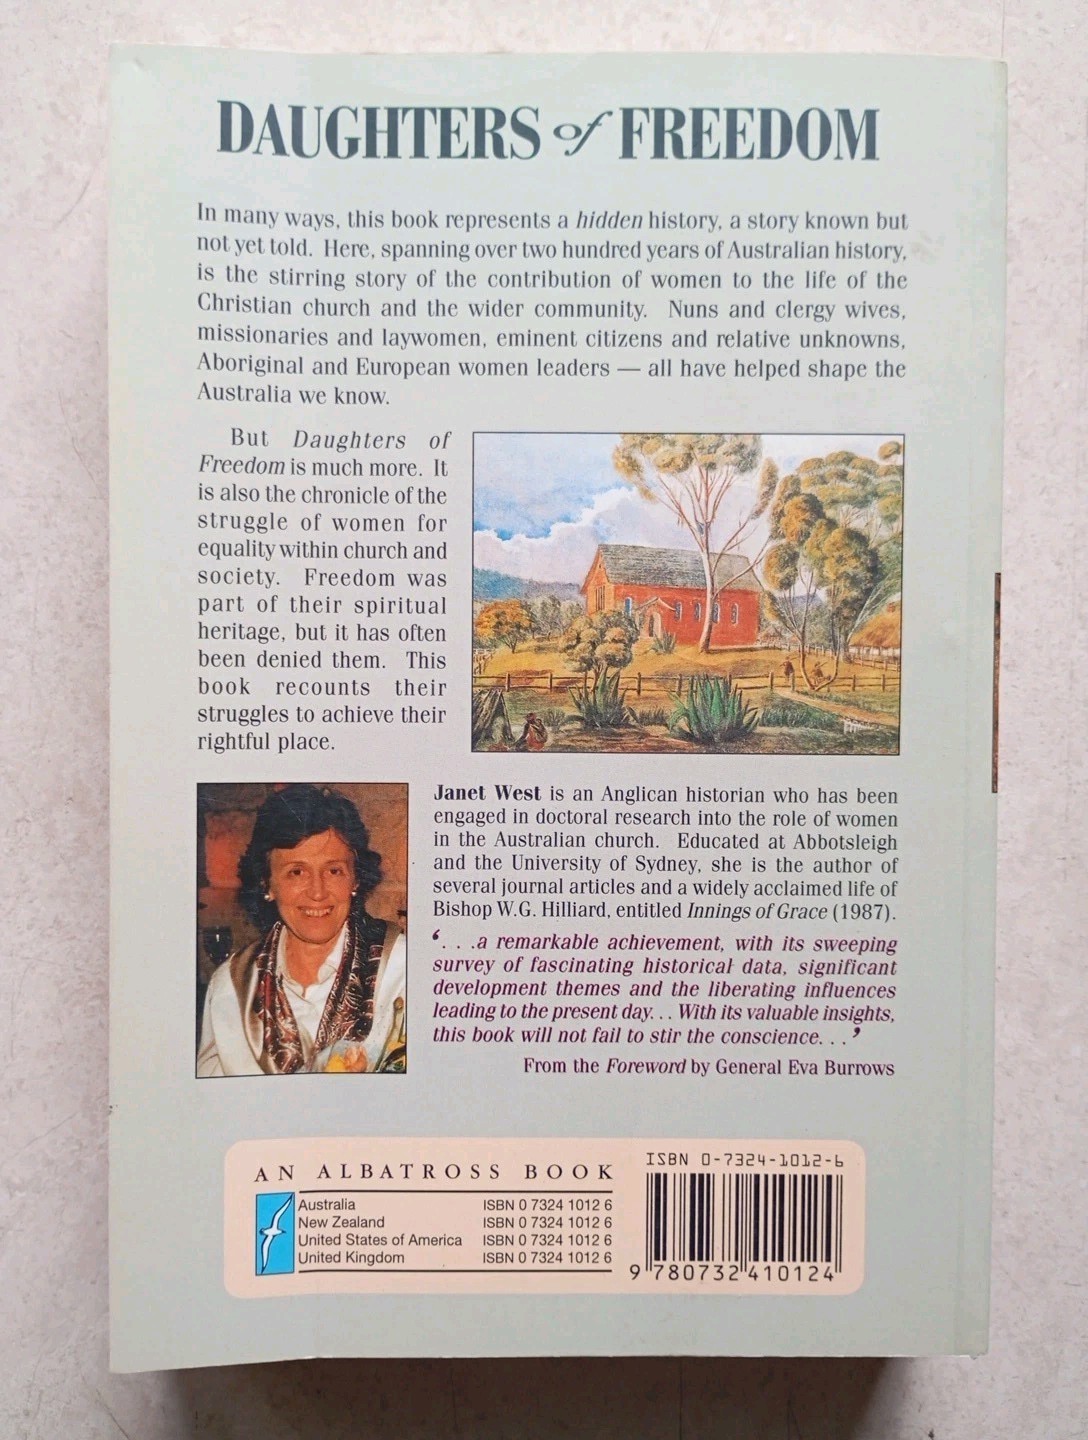 DAUGHTERS of FREEDOM
In many ways, this book represents a hidden history, a story known but
not yet told. Here, spanning over two hundred years of Australian history,
is the stirring story of the contribution of women to the life of the
Christian church and the wider community. Nuns and clergy wives,
missionaries and laywomen, eminent citizens and relative unknowns,
Aboriginal and European women leaders — all have helped shape the
Australia we know.
But Daughters of
Freedom is much more. It
is also the chronicle of the
struggle of women for
equality within church and
society. Freedom was
part of their spiritual
heritage, but it has often
been denied them. This
book recounts their
struggles to achieve their
rightful place.
Janet West is an Anglican historian who has been
engaged in doctoral research into the role of women
in the Australian church. Educated at Abbotsleigh
and the University of Sydney, she is the author of
several journal articles and a widely acclaimed life of
Bishop W.G. Hilliard, entitled Innings of Grace (1987).
‘. . .a remarkable achievement, with its sweeping
survey of fascinating historical data, significant
development themes and the liberating influences
leading to the present day. . . With its valuable insights,
this book will not fail to stir the conscience. . .’
From the Foreword by General Eva Burrows
AN ALBATROSS BOOK
Australia ISBN 0 7324 1012 6
New Zealand ISBN 0 7324 1012 6
United States of America ISBN 0 7324 1012 6
United Kingdom ISBN 0 7324 1012 6
ISBN 0-7324-1012-6
9 780732 410124